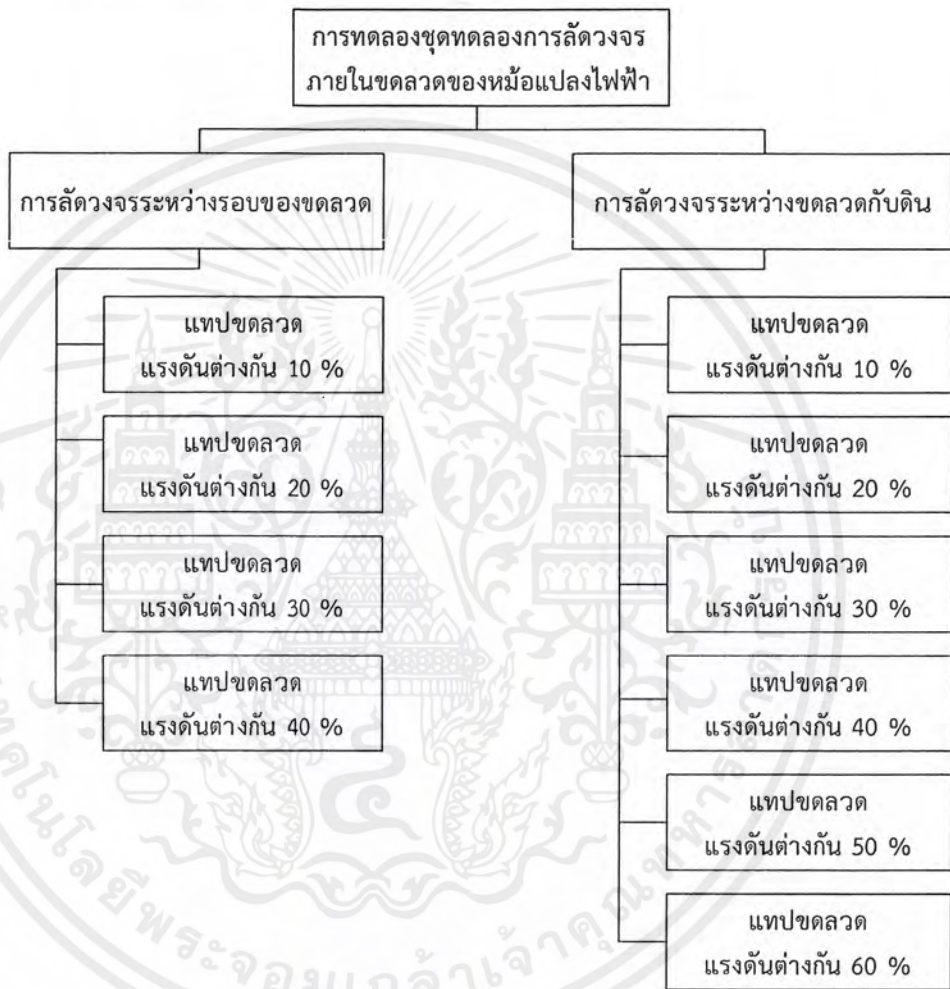 การทดลองชุดทดลองการลัดวงจร
ภายในขดลวดของหม้อแปลงไฟฟ้า
การลัดวงจรระหว่างรอบของขดลวด
แทปขดลวด
แรงดันต่างกัน 10 %
แทปขดลวด
แรงดันต่างกัน 20 %
แทปขดลวด
แรงดันต่างกัน 30 %
แทปขดลวด
แรงดันต่างกัน 40 %
การลัดวงจรระหว่างขดลวดกับดิน
แทปขดลวด
แรงดันต่างกัน 10 %
แทปขดลวด
แรงดันต่างกัน 20 %
แทปขดลวด
แรงดันต่างกัน 30 %
แทปขดลวด
แรงดันต่างกัน 40 %
แทปขดลวด
แรงดันต่างกัน 50 %
แทปขดลวด
แรงดันต่างกัน 60 %